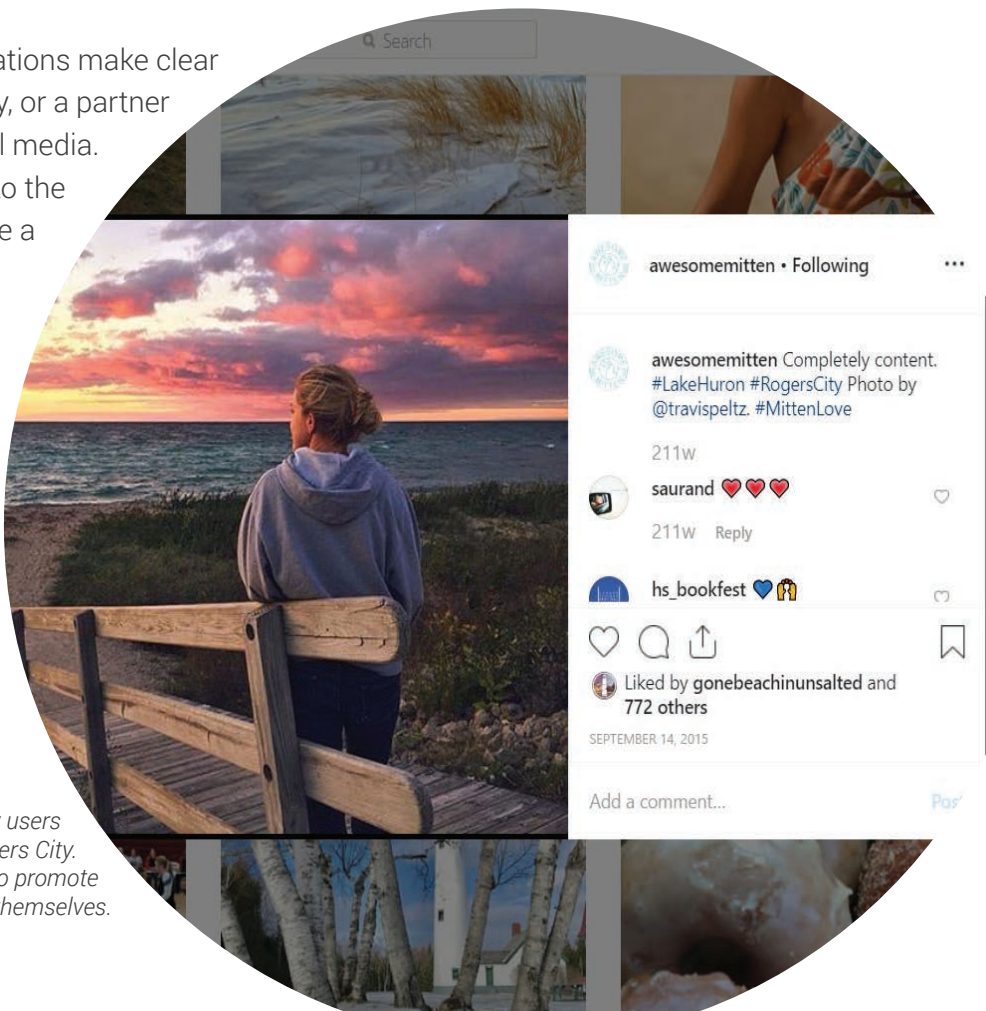 ations make clear
y, or a partner
l media.
o the
e a
Search
awesomemitten • Following
awesomemitten Completely content.
#LakeHuron #RogersCity Photo by
@travispeltz. #MittenLove
211w
saurand ❤❤❤
211w Reply
hs_bookfest 💙🙌
Liked by gonebeachinunsalted and
772 others
SEPTEMBER 14, 2015
Add a comment...
Pos
users
ers City.
o promote
themselves.